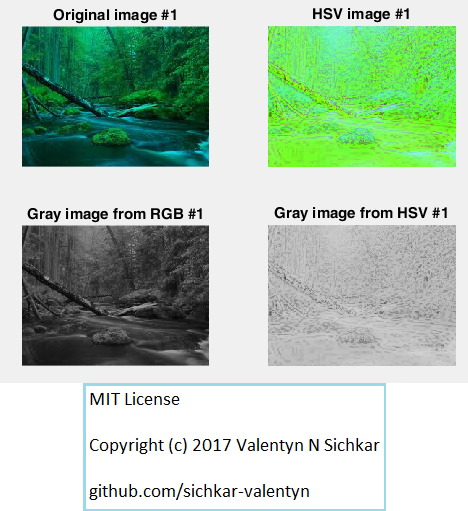 Original image #1
HSV image #1
Gray image from RGB #1
Gray image from HSV #1
MIT License
Copyright (c) 2017 Valentyn N Sichkar
github.com/sichkar-valentyn